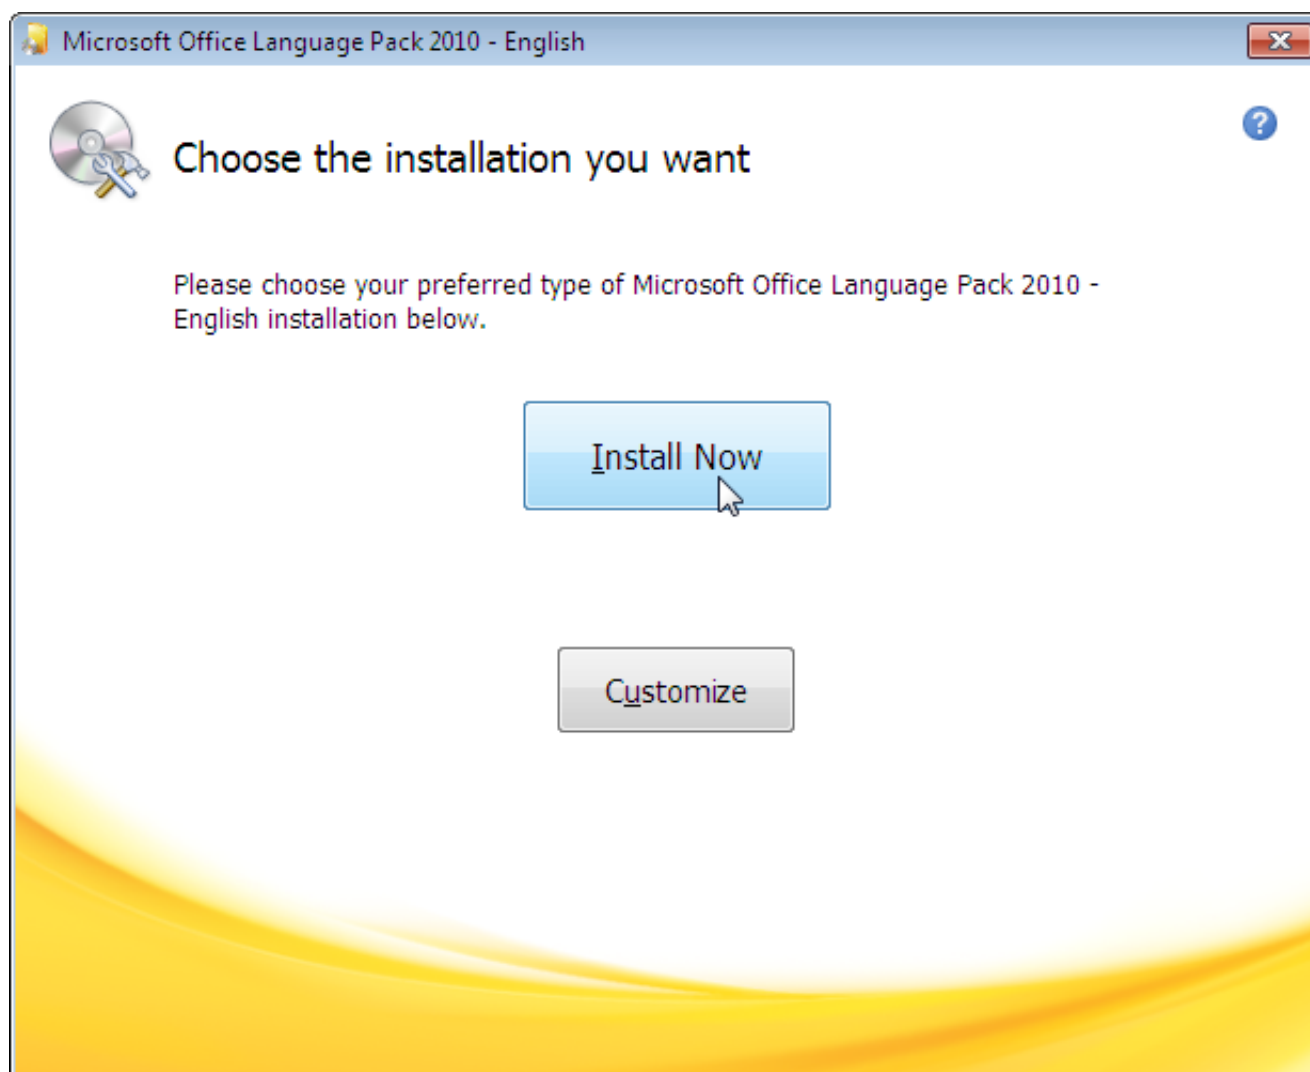 Microsoft Office Language Pack 2010 - English
Choose the installation you want
Please choose your preferred type of Microsoft Office Language Pack 2010 -
English installation below.
Install Now
Customize